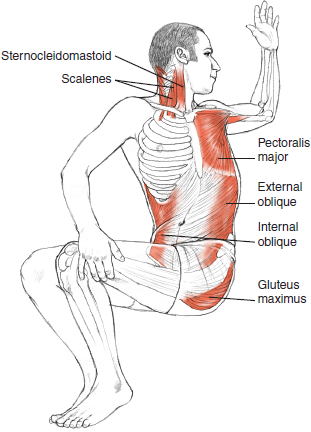 Sternocleidomastoid
Scalenes
Pectoralis
major
External
oblique
Internal
oblique
Gluteus
maximus